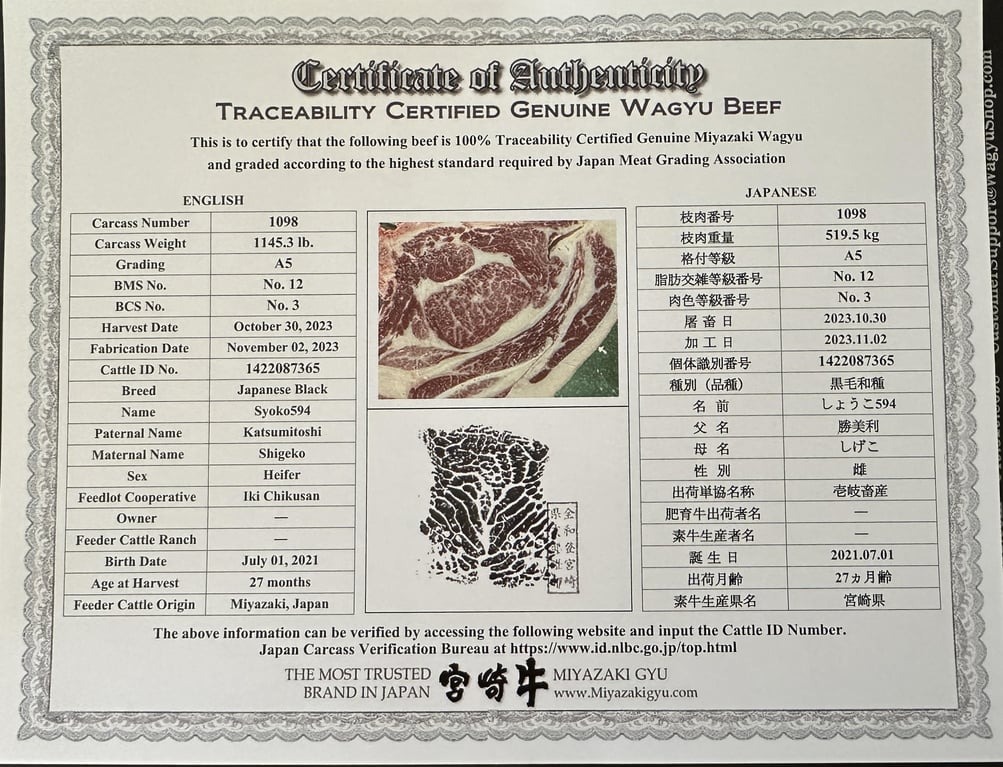 Certificate of Authenticity
TRACEABILITY CERTIFIED GENUINE WAGYU BEEF
This is to certify that the following beef is 100% Traceability Certified Genuine Miyazaki Wagyu
and graded according to the highest standard required by Japan Meat Grading Association
ENGLISH
Carcass Number 1098
Carcass Weight 1145.3 lb.
Grading A5
BMS No. No. 12
BCS No. No. 3
Harvest Date October 30, 2023
Fabrication Date November 02, 2023
Cattle ID No. 1422087365
Breed Japanese Black
Name Syoko594
Paternal Name Katsumitoshi
Maternal Name Shigeko
Sex Heifer
Feedlot Cooperative Iki Chikusan
Owner —
Feeder Cattle Ranch —
Birth Date July 01, 2021
Age at Harvest 27 months
Feeder Cattle Origin Miyazaki, Japan
JAPANESE
枝肉番号 1098
枝肉重量 519.5 kg
格付等級 A5
脂肪交雑等級番号 No. 12
肉色等級番号 No. 3
屠畜日 2023.10.30
加工日 2023.11.02
個体識別番号 1422087365
種別（品種） 黒毛和種
名前 しょうこ594
父名 勝美利
母名 しげこ
性別 雌
出荷単協名称 壱岐畜産
肥育牛出荷者名 —
素牛生産者名 —
誕生日 2021.07.01
出荷月齢 27ヵ月齢
素牛生産県名 宮崎県
The above information can be verified by accessing the following website and input the Cattle ID Number.
Japan Carcass Verification Bureau at https://www.id.nlbc.go.jp/top.html
THE MOST TRUSTED
BRAND IN JAPAN
宮崎牛
MIYAZAKI GYU
www.Miyazakigyu.com
CustomerSupport@wagyuShop.com